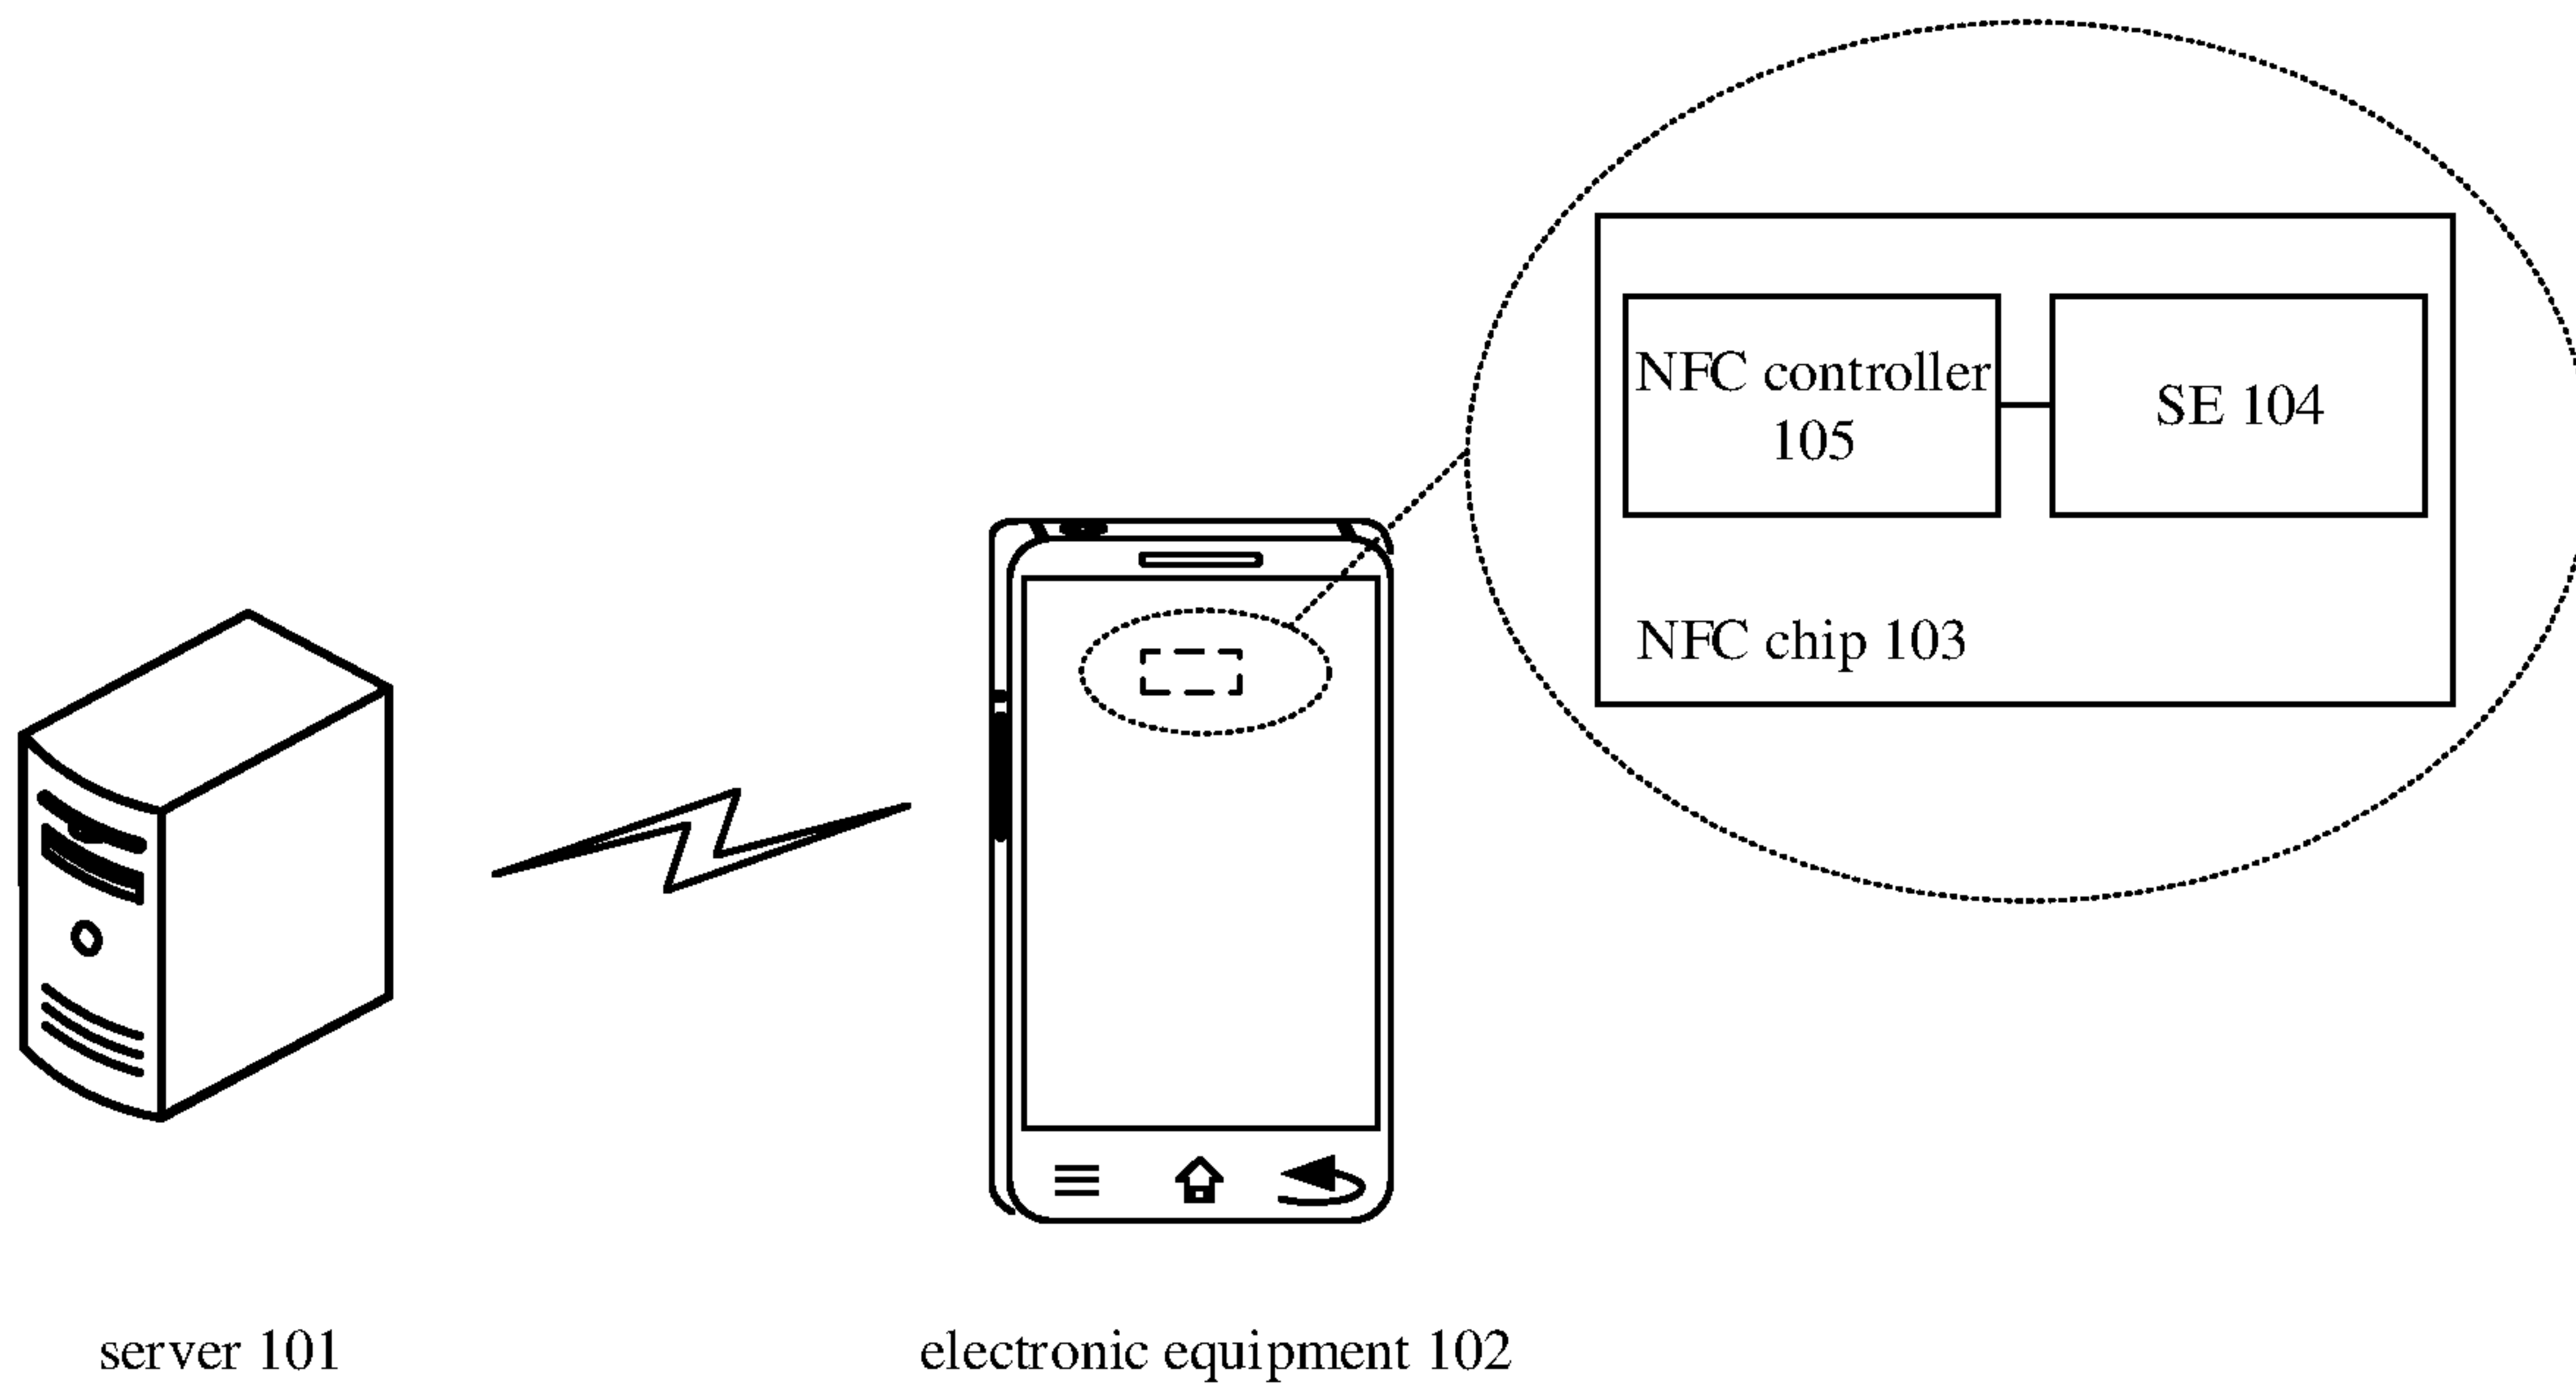 NFC controller
105
SE 104
NFC chip 103
server 101
electronic equipment 102